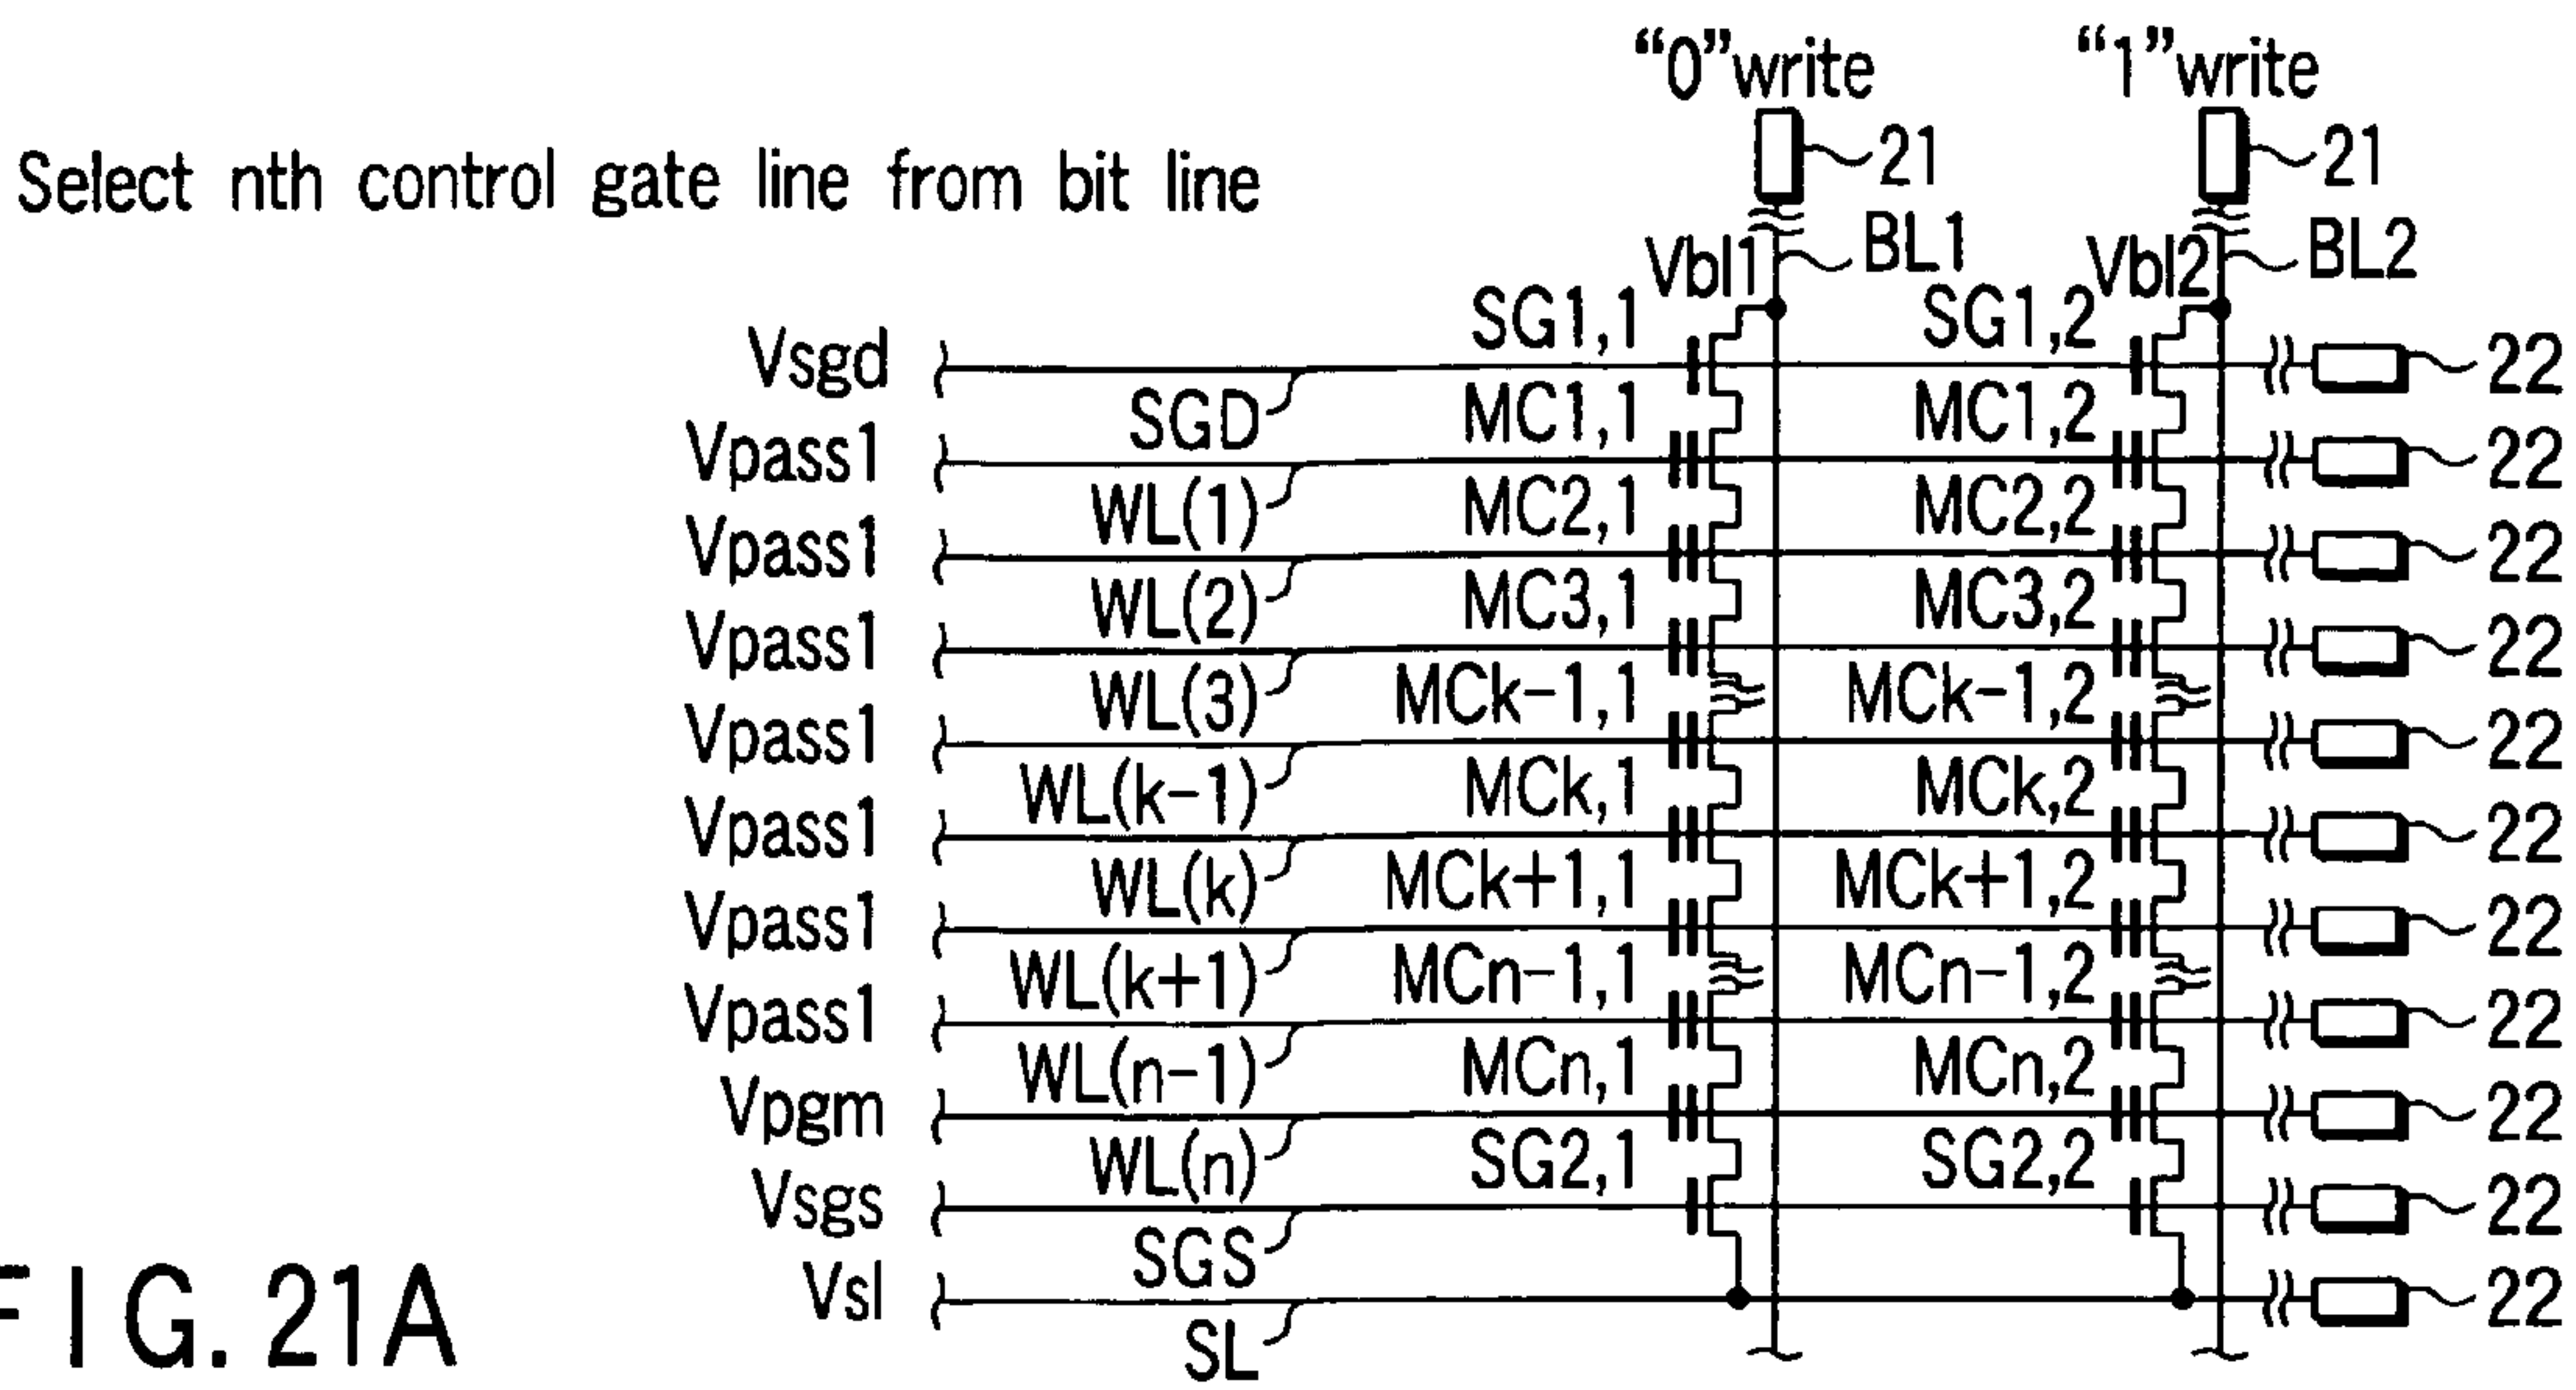 “0”write “1”write
21 21
Select nth control gate line from bit line
Vbl1 BL1 Vbl2 BL2
SG1,1 SG1,2
Vsgd 22
SGD MC1,1 MC1,2
Vpass1 22
WL(1) MC2,1 MC2,2
Vpass1 22
WL(2) MC3,1 MC3,2
Vpass1 22
WL(3) MCk-1,1 MCk-1,2
Vpass1 22
WL(k-1) MCk,1 MCk,2
Vpass1 22
WL(k) MCk+1,1 MCk+1,2
Vpass1 22
WL(k+1) MCn-1,1 MCn-1,2
Vpass1 22
WL(n-1) MCn,1 MCn,2
Vpgm 22
WL(n) SG2,1 SG2,2
Vsgs 22
SGS
Vsl 22
SL
FIG. 21A